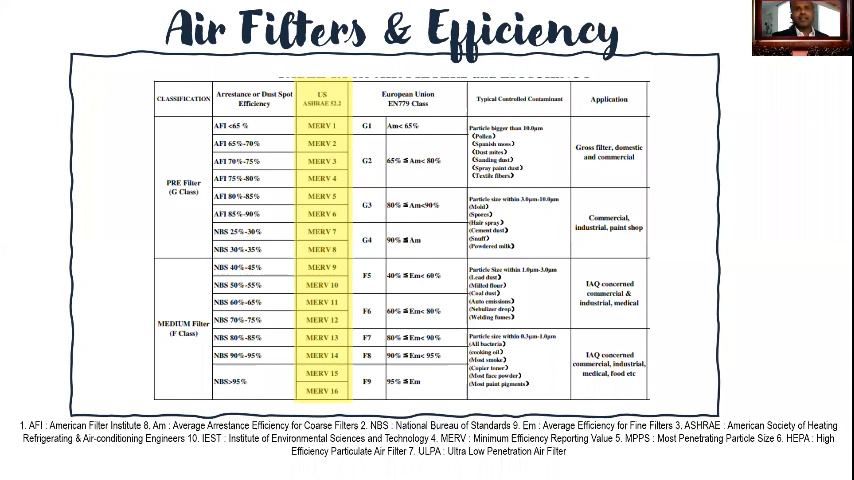 Air Filters & Efficiency
CLASSIFICATION
Arrestance or Dust Spot
Efficiency
US
ASHRAE 52.2
European Union
EN779 Class
Typical Controlled Contaminant
Application
PRE Filter
(G Class)
AFI <65 %
MERV 1
G1
Am< 65%
AFI 65%-70%
MERV 2
AFI 70%-75%
MERV 3
AFI 75%-80%
MERV 4
G2
65% ≦Am< 80%
Particle bigger than 10.0μm
(Pollen)
(Spanish moss)
(Dust mites)
(Sanding dust)
(Spray paint dust)
(Textile fibers)
Gross filter, domestic
and commercial
AFI 80%-85%
MERV 5
AFI 85%-90%
MERV 6
G3
80% ≦Am<90%
NBS 25%-30%
MERV 7
NBS 30%-35%
MERV 8
G4
90% ≦Am
Particle size within 3.0μm-10.0μm
(Mold)
(Spores)
(Hair spray)
(Cement dust)
(Snuff)
(Powdered milk)
Commercial,
industrial, paint shop
MEDIUM Filter
(F Class)
NBS 40%-45%
MERV 9
NBS 50%-55%
MERV 10
F5
40% ≦Em< 60%
NBS 60%-65%
MERV 11
NBS 70%-75%
MERV 12
F6
60% ≦Em< 80%
Particle Size within 1.0μm-3.0μm
(Lead dust)
(Milled flour)
(Coal dust)
(Auto emissions)
(Nebulizer drop)
(Welding fumes)
IAQ concerned
commercial &
industrial, medical
NBS 80%-85%
MERV 13
F7
80% ≦Em< 90%
NBS 90%-95%
MERV 14
F8
90% ≦Em< 95%
NBS>95%
MERV 15
MERV 16
F9
95% ≦Em
Particle size within 0.3μm-1.0μm
(All bacteria)
(cooking oil)
(Most smoke)
(Copier toner)
(Most face powder)
(Most paint pigments)
IAQ concerned
commercial, industrial,
medical, food etc
1. AFI : American Filter Institute 8. Am : Average Arrestance Efficiency for Coarse Filters 2. NBS : National Bureau of Standards 9. Em : Average Efficiency for Fine Filters 3. ASHRAE : American Society of Heating
Refrigerating & Air-conditioning Engineers 10. IEST : Institute of Environmental Sciences and Technology 4. MERV : Minimum Efficiency Reporting Value 5. MPPS : Most Penetrating Particle Size 6. HEPA : High
Efficiency Particulate Air Filter 7. ULPA : Ultra Low Penetration Air Filter